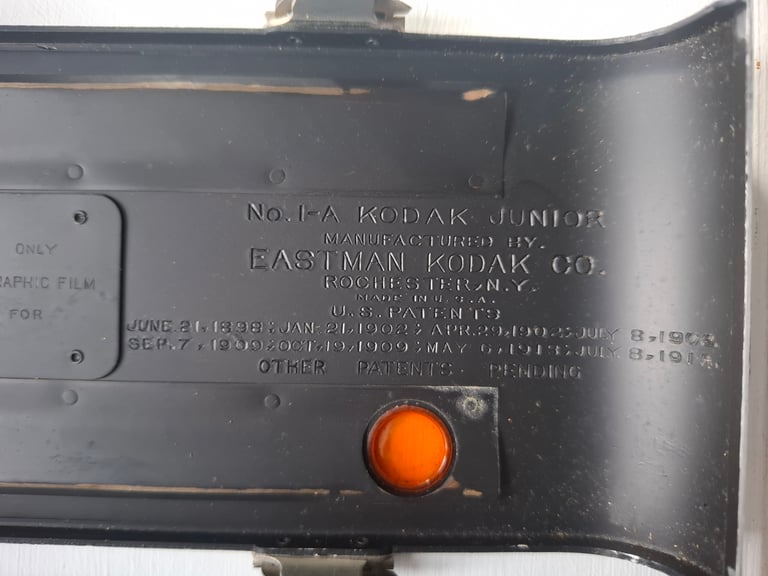 ONLY
RAPHIC FILM
FOR
No. 1-A KODAK JUNIOR
MANUFACTURED BY.
EASTMAN KODAK CO.
ROCHESTER, N.Y.
MADE IN U.S.A.
U.S. PATENTS
JUNE. 21, 1898; JAN. 21, 1902; APR. 29, 1902; JULY 8, 
SEP. 7, 1909; OCT. 19, 1909; MAY 6, 1913; JULY 8, 
OTHER PATENTS PENDING